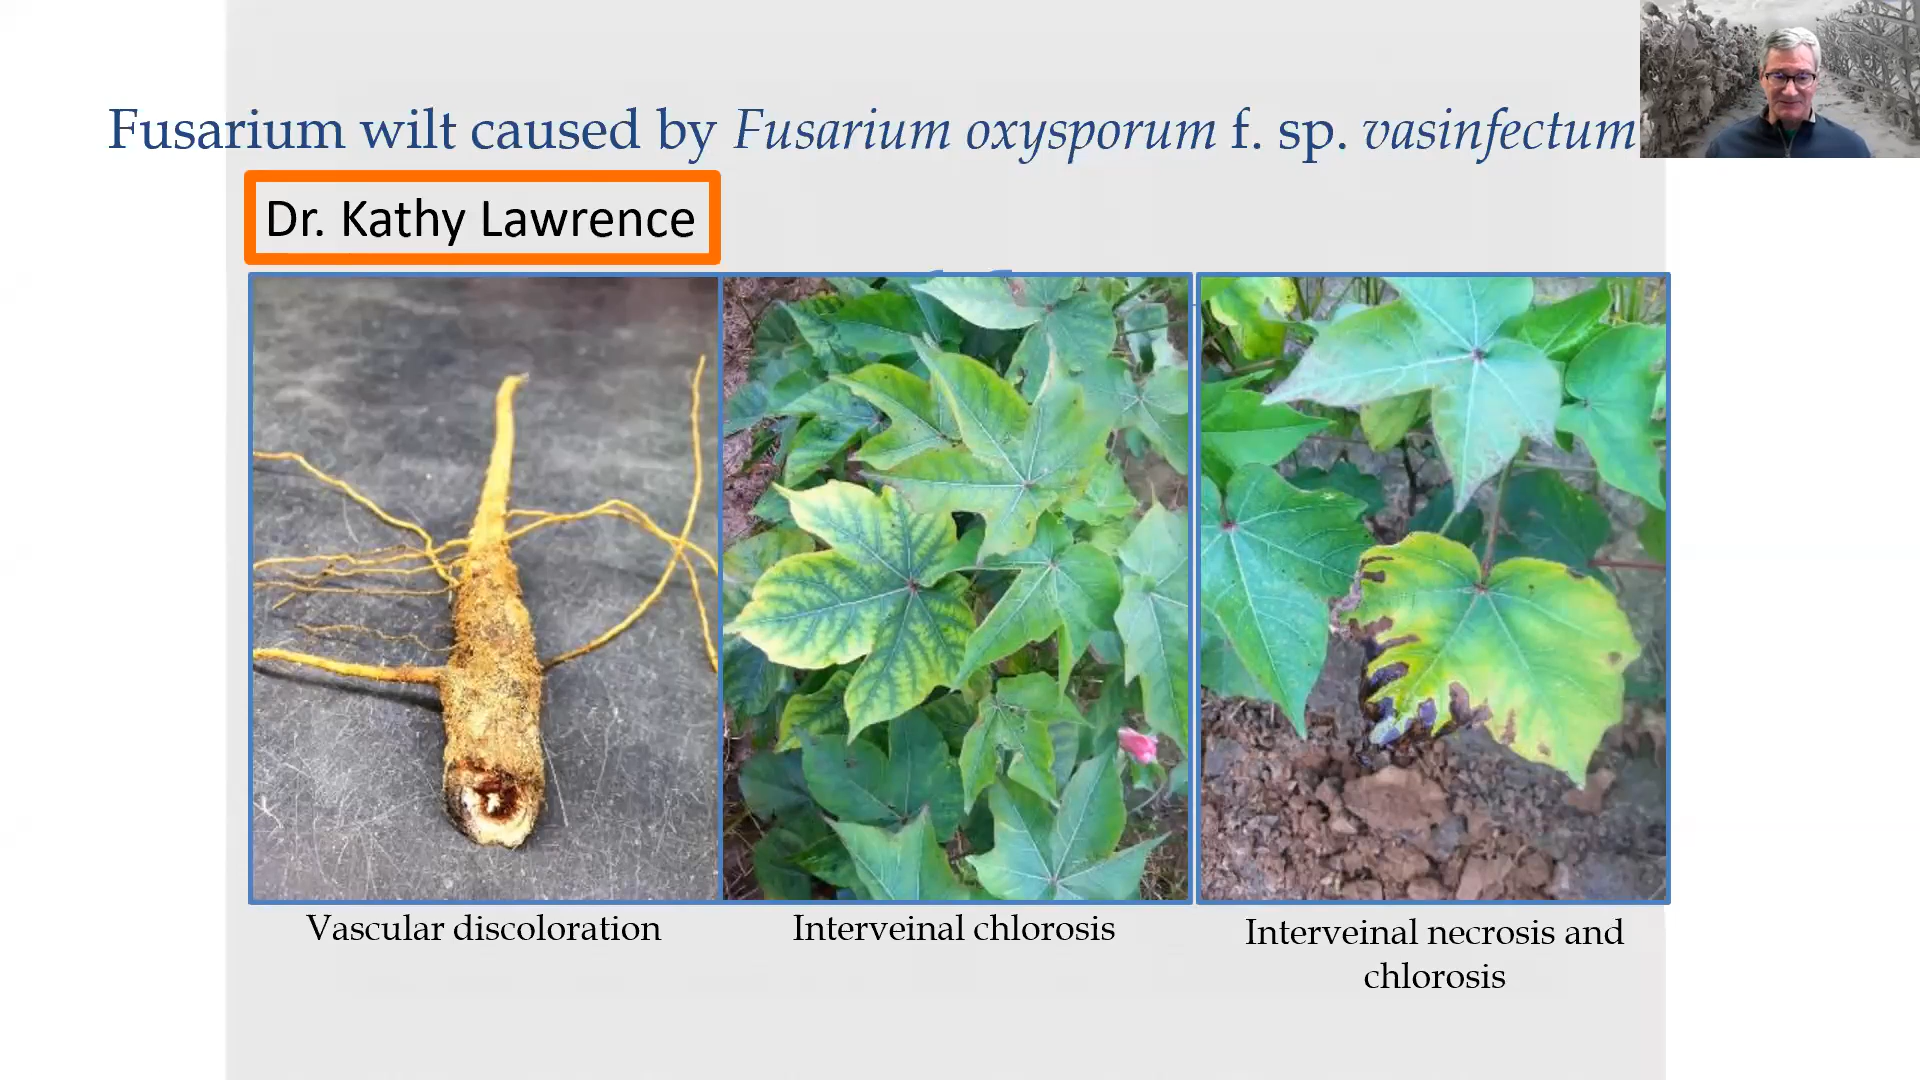 Fusarium wilt caused by Fusarium oxysporum f. sp. vasinfectum
Dr. Kathy Lawrence
Vascular discoloration
Interveinal chlorosis
Interveinal necrosis and
chlorosis